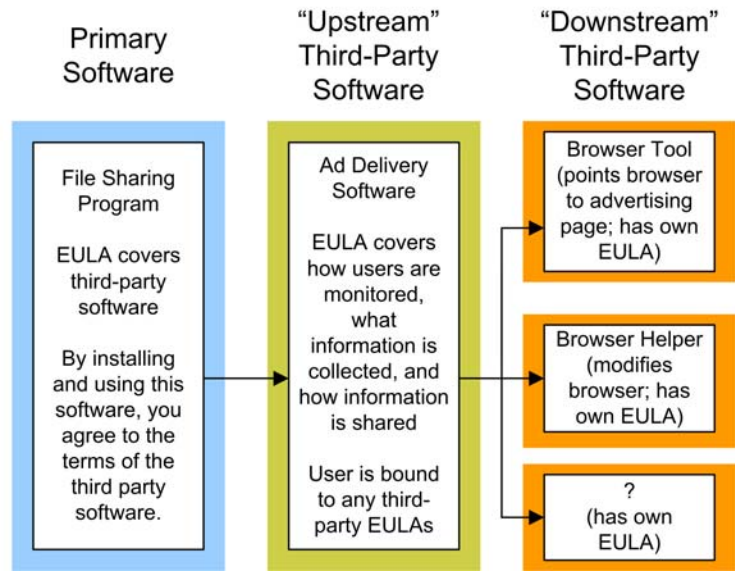 Primary
Software
“Upstream”
Third-Party
Software
“Downstream”
Third-Party
Software
File Sharing
Program
EULA covers
third-party
software
By installing
and using this
software, you
agree to the
terms of the
third party
software.
Ad Delivery
Software
EULA covers
how users are
monitored,
what
information is
collected, and
how information
is shared
User is bound
to any third-
party EULAs
Browser Tool
(points browser
to advertising
page; has own
EULA)
Browser Helper
(modifies
browser; has
own EULA)
?
(has own
EULA)